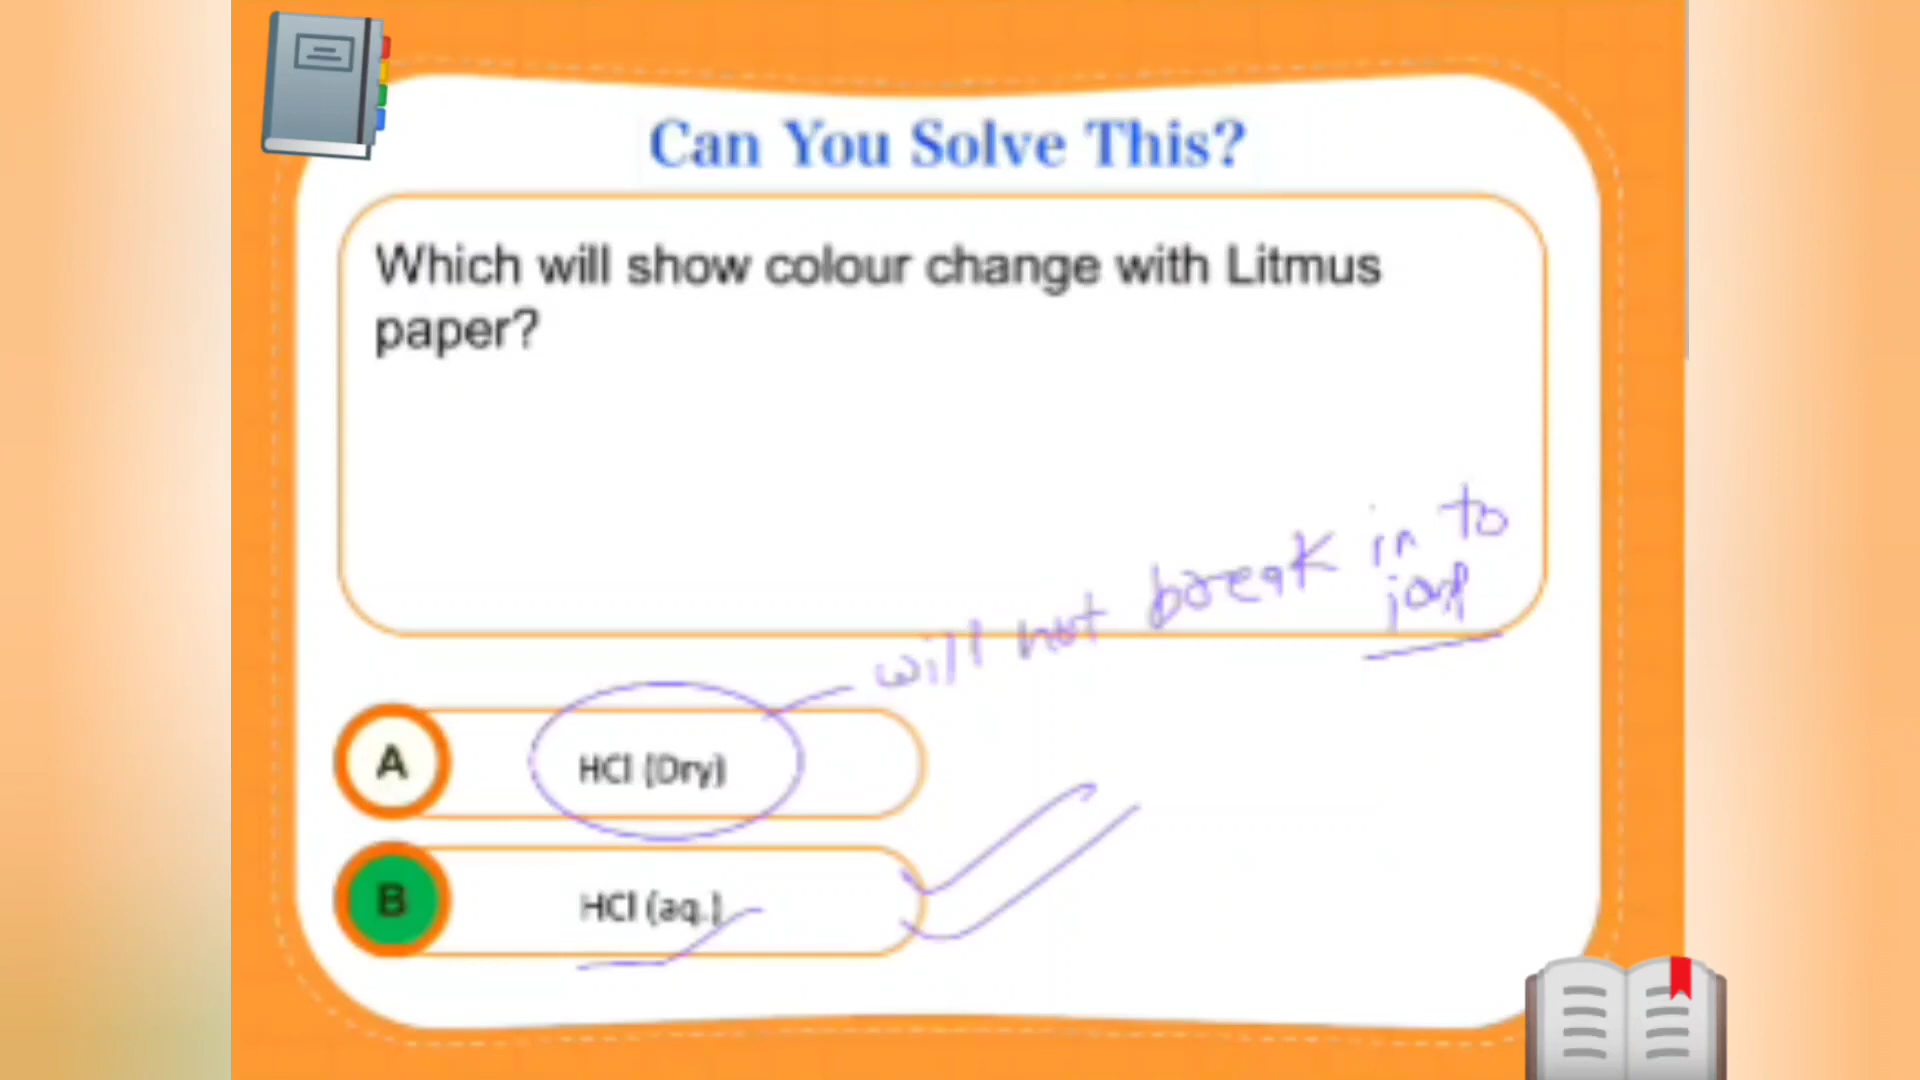 Can You Solve This?
Which will show colour change with Litmus
paper?
will not break in to
A
HCl (Dry)
B
HCl (aq.)